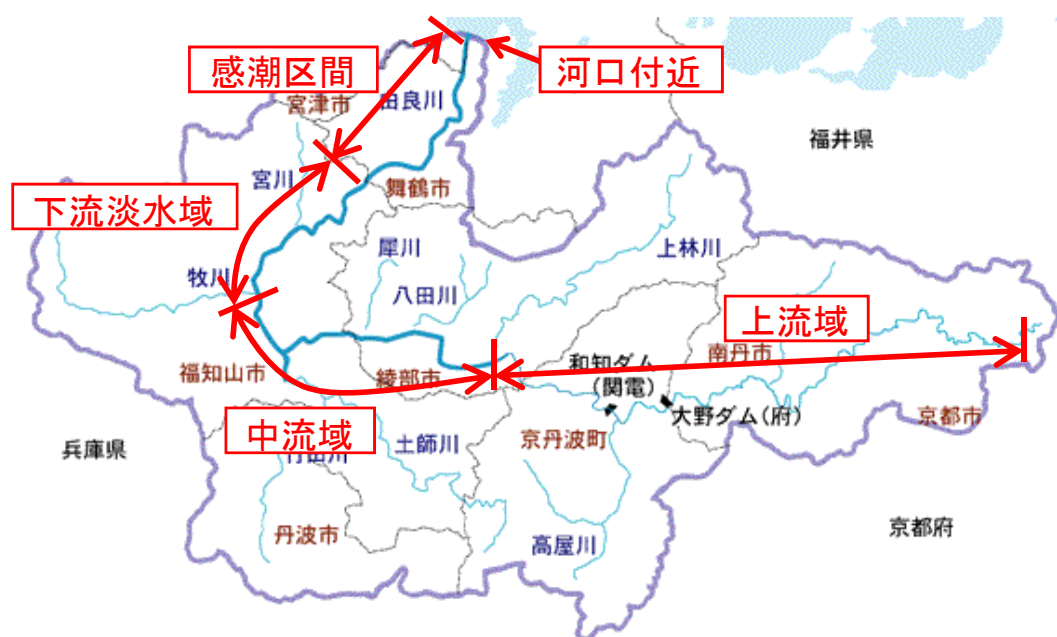 感潮区間
河口付近
宮津市
由良川
福井県
宮川
舞鶴市
下流淡水域
犀川
上林川
牧川
八田川
上流域
福知山市
綾部市
和知ダム
(関電)
南丹市
大野ダム(府)
京都市
中流域
土師川
京丹波町
兵庫県
竹田川
丹波市
高屋川
京都府